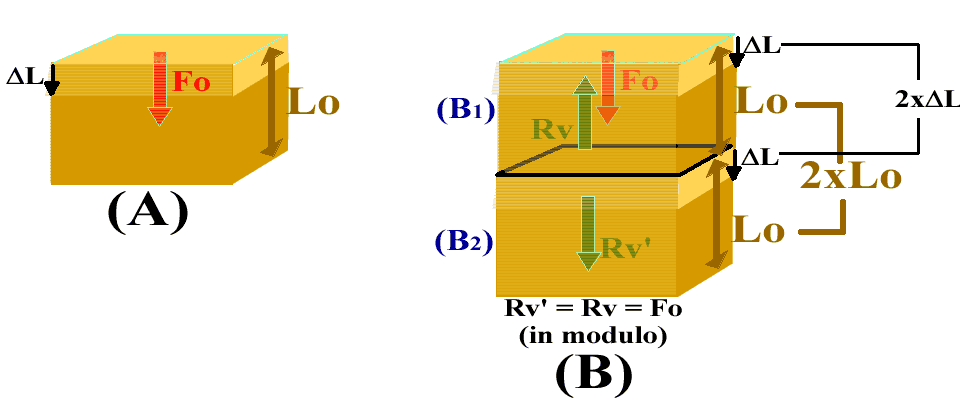 ΔL
Fo
Lo
(A)
ΔL
Fo
(B1)
Rv
Lo
2xΔL
ΔL
2xLo
(B2)
Rv'
Lo
Rv' = Rv = Fo
(in modulo)
(B)